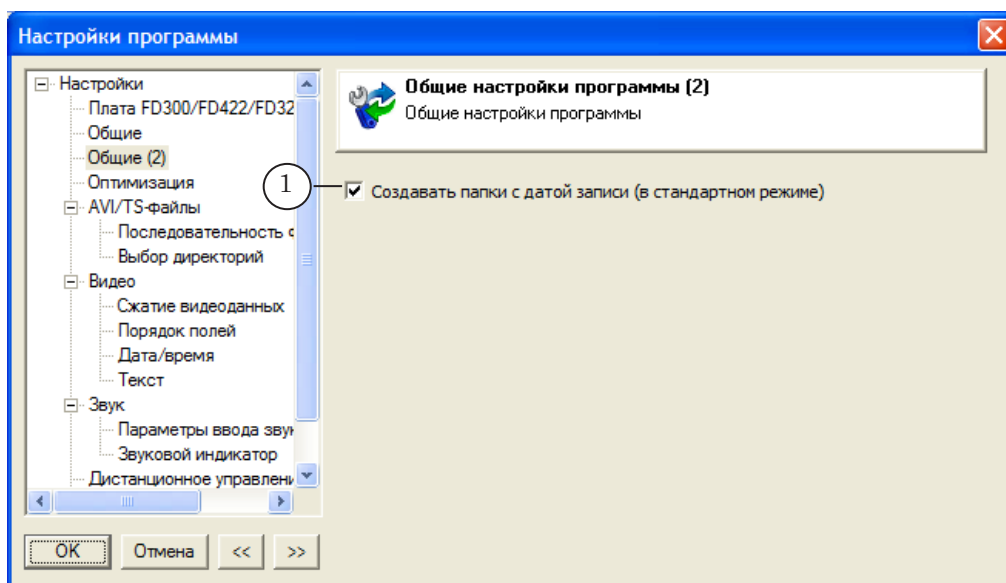 Настройки программы
Настройки
Плата FD300/FD422/FD32
Общие
Общие (2)
Оптимизация
AVI/TS-файлы
Последовательность ф
Выбор директорий
Видео
Сжатие видеоданных
Порядок полей
Дата/время
Текст
Звук
Параметры ввода звук
Звуковой индикатор
Дистанционное управлени
OK
Отмена
<<
>>
Общие настройки программы (2)
Общие настройки программы
1
Создавать папки с датой записи (в стандартном режиме)